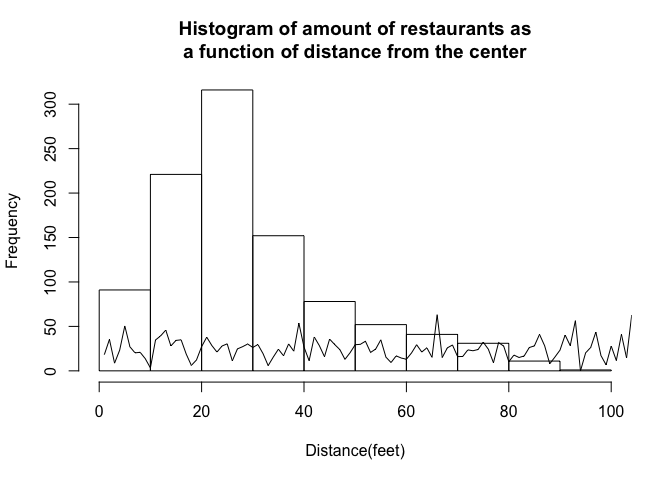 Histogram of amount of restaurants as
a function of distance from the center
Frequency
300
250
200
150
100
50
0
0 20 40 60 80 100
Distance(feet)